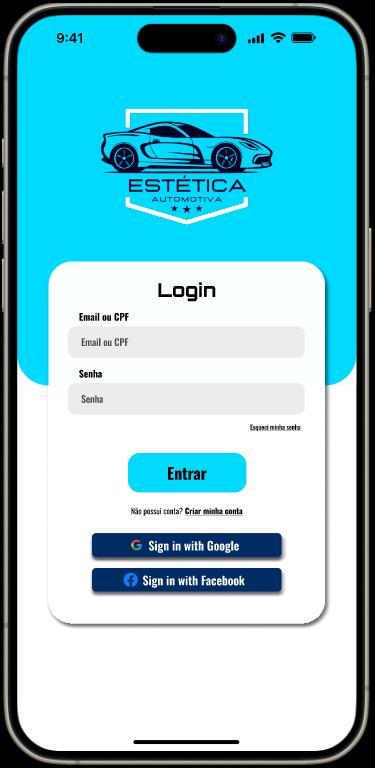 9:41
ESTÉTICA
AUTOMOTIVA
Login
Email ou CPF
Email ou CPF
Senha
Senha
Esqueci minha senha
Entrar
Não possui conta? Criar minha conta
Sign in with Google
Sign in with Facebook